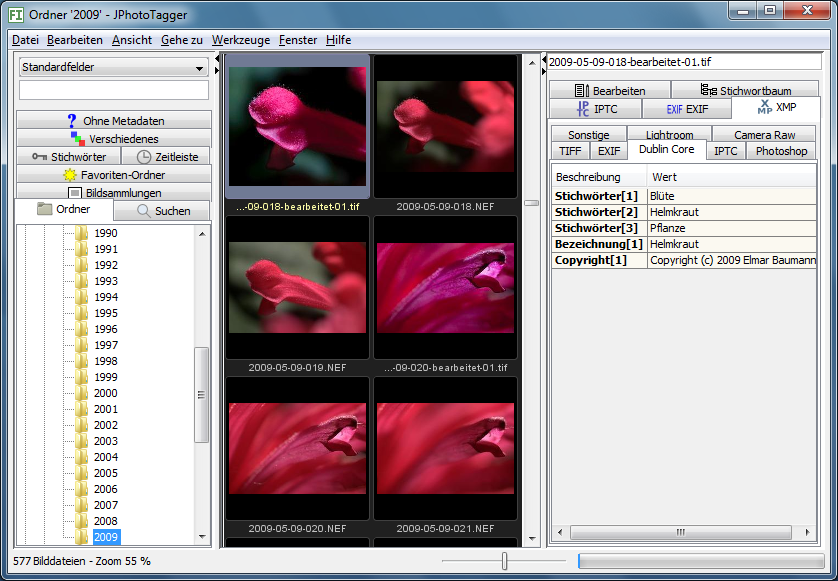 Ordner '2009' - JPhotoTagger
Datei Bearbeiten Ansicht Gehe zu Werkzeuge Fenster Hilfe
Standardfelder
Ohne Metadaten
Verschiedenes
Stichwörter Zeitleiste
Favoriten-Ordner
Bildsammlungen
Ordner Suchen
1990
1991
1992
1993
1994
1995
1996
1997
1998
1999
2000
2001
2002
2003
2004
2005
2006
2007
2008
2009
...-09-018-bearbeitet-01.tif 2009-05-09-018.NEF
2009-05-09-019.NEF ...-09-020-bearbeitet-01.tif
2009-05-09-020.NEF 2009-05-09-021.NEF
2009-05-09-018-bearbeitet-01.tif
Bearbeiten Stichwortbaum
IPTC EXIF EXIF XMP
Sonstige Lightroom Camera Raw
TIFF EXIF Dublin Core IPTC Photoshop
Beschreibung Wert
Stichwörter[1] Blüte
Stichwörter[2] Helmkraut
Stichwörter[3] Pflanze
Bezeichnung[1] Helmkraut
Copyright[1] Copyright (c) 2009 Elmar Baumann
577 Bilddateien - Zoom 55 %